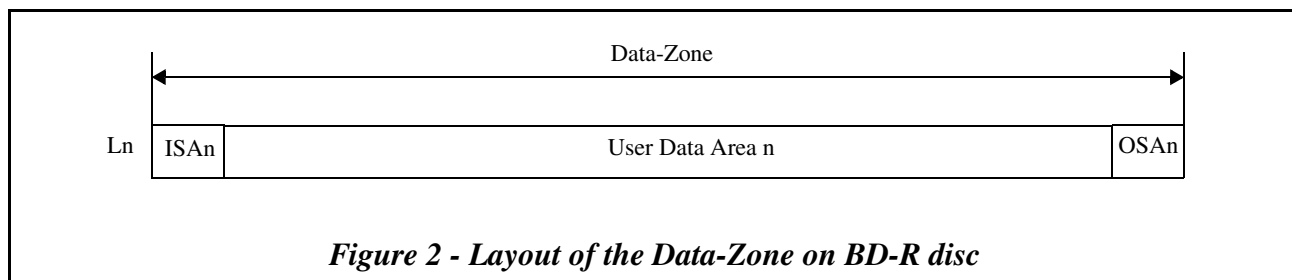 Data-Zone
Ln ISAn User Data Area n OSAn
Figure 2 - Layout of the Data-Zone on BD-R disc